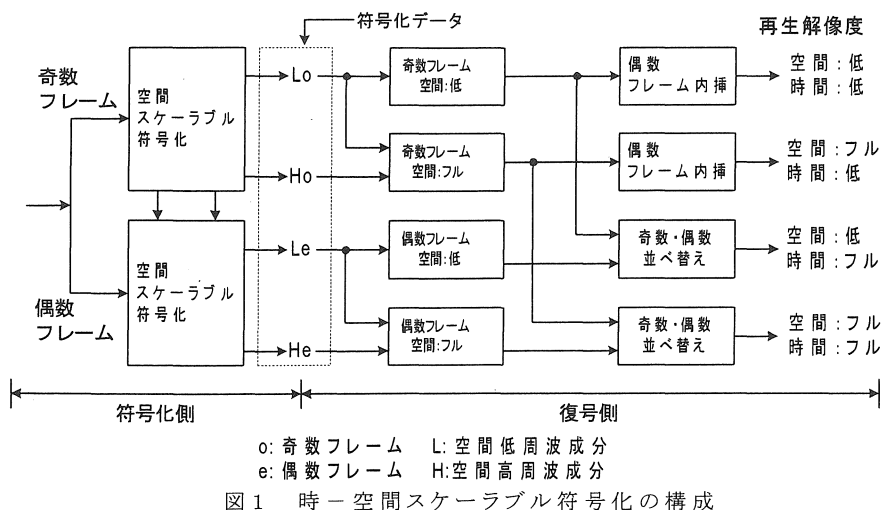 符号化データ
再生解像度
奇数
フレーム
空間
スケーラブル
符号化
Lo
奇数フレーム
空間:低
偶数
フレーム内挿
空間:低
時間:低
Ho
奇数フレーム
空間:フル
偶数
フレーム内挿
空間:フル
時間:低
偶数
フレーム
空間
スケーラブル
符号化
Le
偶数フレーム
空間:低
奇数・偶数
並べ替え
空間:低
時間:フル
He
偶数フレーム
空間:フル
奇数・偶数
並べ替え
空間:フル
時間:フル
符号化側
復号側
o: 奇数フレーム L: 空間低周波成分
e: 偶数フレーム H:空間高周波成分
図1 時-空間スケーラブル符号化の構成